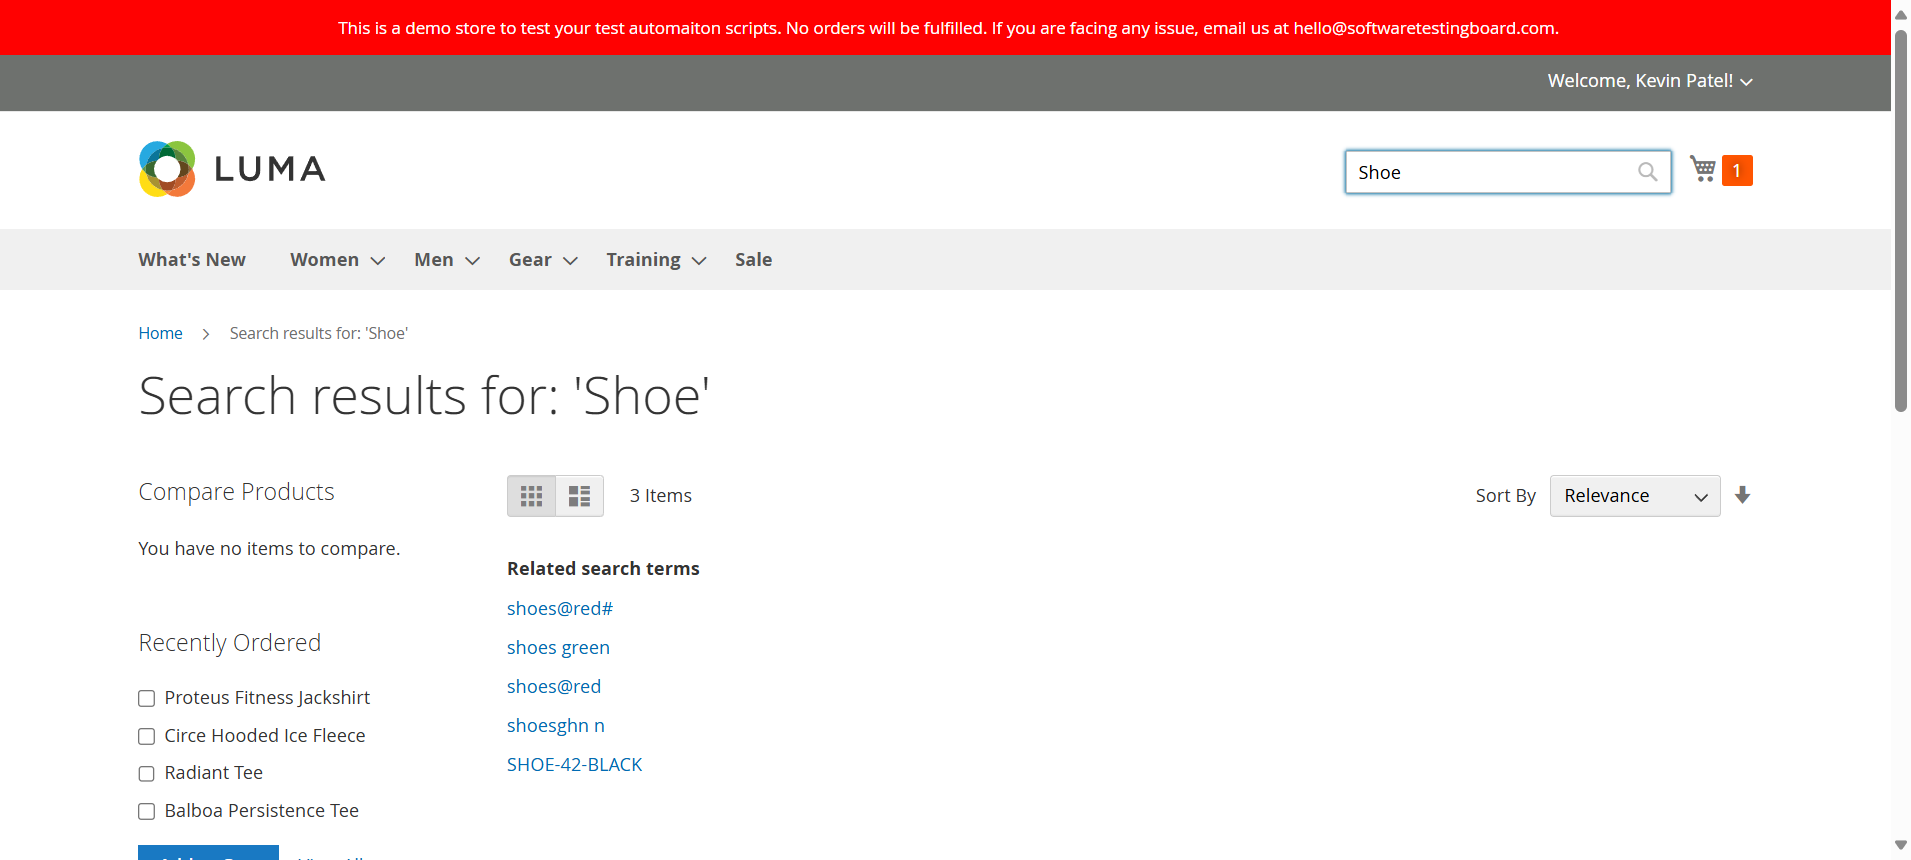 This is a demo store to test your test automaiton scripts. No orders will be fulfilled. If you are facing any issue, email us at hello@softwaretestingboard.com.
Welcome, Kevin Patel!
LUMA
Shoe
1
What's New Women Men Gear Training Sale
Home > Search results for: 'Shoe'
Search results for: 'Shoe'
Compare Products
You have no items to compare.
Recently Ordered
Proteus Fitness Jackshirt
Circe Hooded Ice Fleece
Radiant Tee
Balboa Persistence Tee
3 Items
Sort By Relevance
Related search terms
shoes@red#
shoes green
shoes@red
shoesghn n
SHOE-42-BLACK